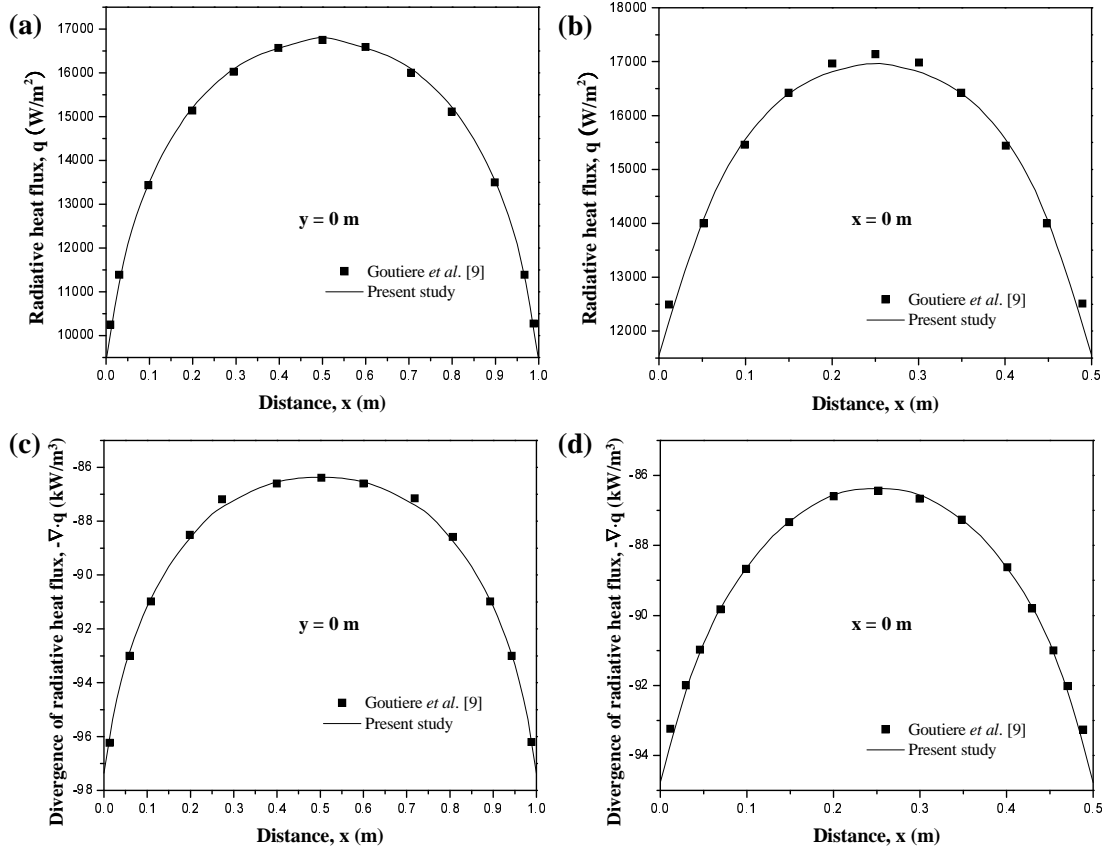 (a)
Radiative heat flux, q (W/m²)
17000
16000
15000
14000
13000
12000
11000
10000
y = 0 m
Goutiere et al. [9]
Present study
0.0 0.1 0.2 0.3 0.4 0.5 0.6 0.7 0.8 0.9 1.0
Distance, x (m)
(b)
Radiative heat flux, q (W/m²)
18000
17000
16000
15000
14000
13000
12000
x = 0 m
Goutiere et al. [9]
Present study
0.0 0.1 0.2 0.3 0.4 0.5
Distance, x (m)
(c)
Divergence of radiative heat flux, -∇·q (kW/m³)
-86
-88
-90
-92
-94
-96
-98
y = 0 m
Goutiere et al. [9]
Present study
0.0 0.1 0.2 0.3 0.4 0.5 0.6 0.7 0.8 0.9 1.0
Distance, x (m)
(d)
Divergence of radiative heat flux, -∇·q (kW/m³)
-86
-88
-90
-92
-94
x = 0 m
Goutiere et al. [9]
Present study
0.0 0.1 0.2 0.3 0.4 0.5
Distance, x (m)